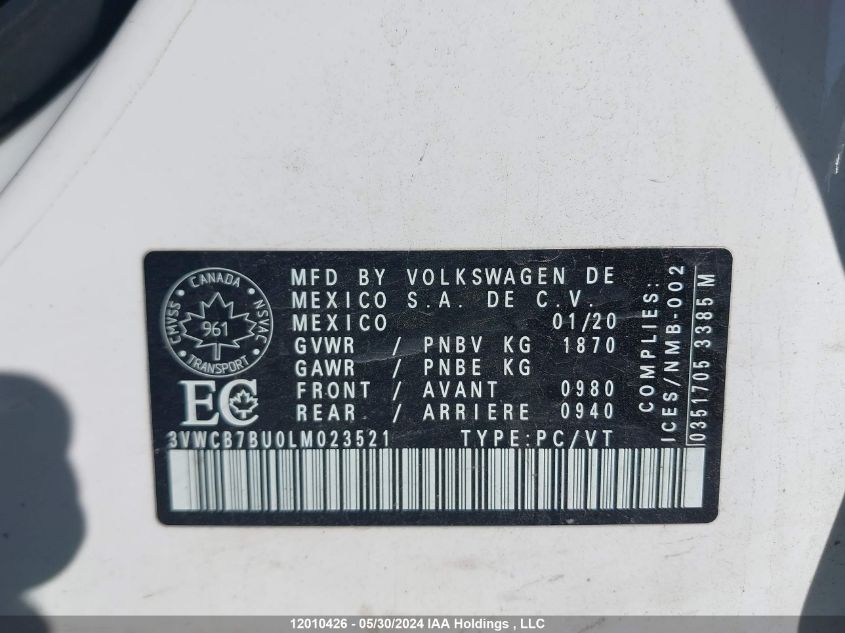 CANADA
CMVSS
NSVAC
961
TRANSPORT
EC
MFD BY VOLKSWAGEN DE
MEXICO S.A. DE C.V.
MEXICO 01/20
GVWR / PNBV KG 1870
GAWR / PNBE KG
FRONT / AVANT 0980
REAR / ARRIERE 0940
3VWCB7BU0LM023521 TYPE:PC/VT
COMPLIES:
ICES/NMB-002
0351705 3385 M
12010426 - 05/30/2024 IAA Holdings , LLC